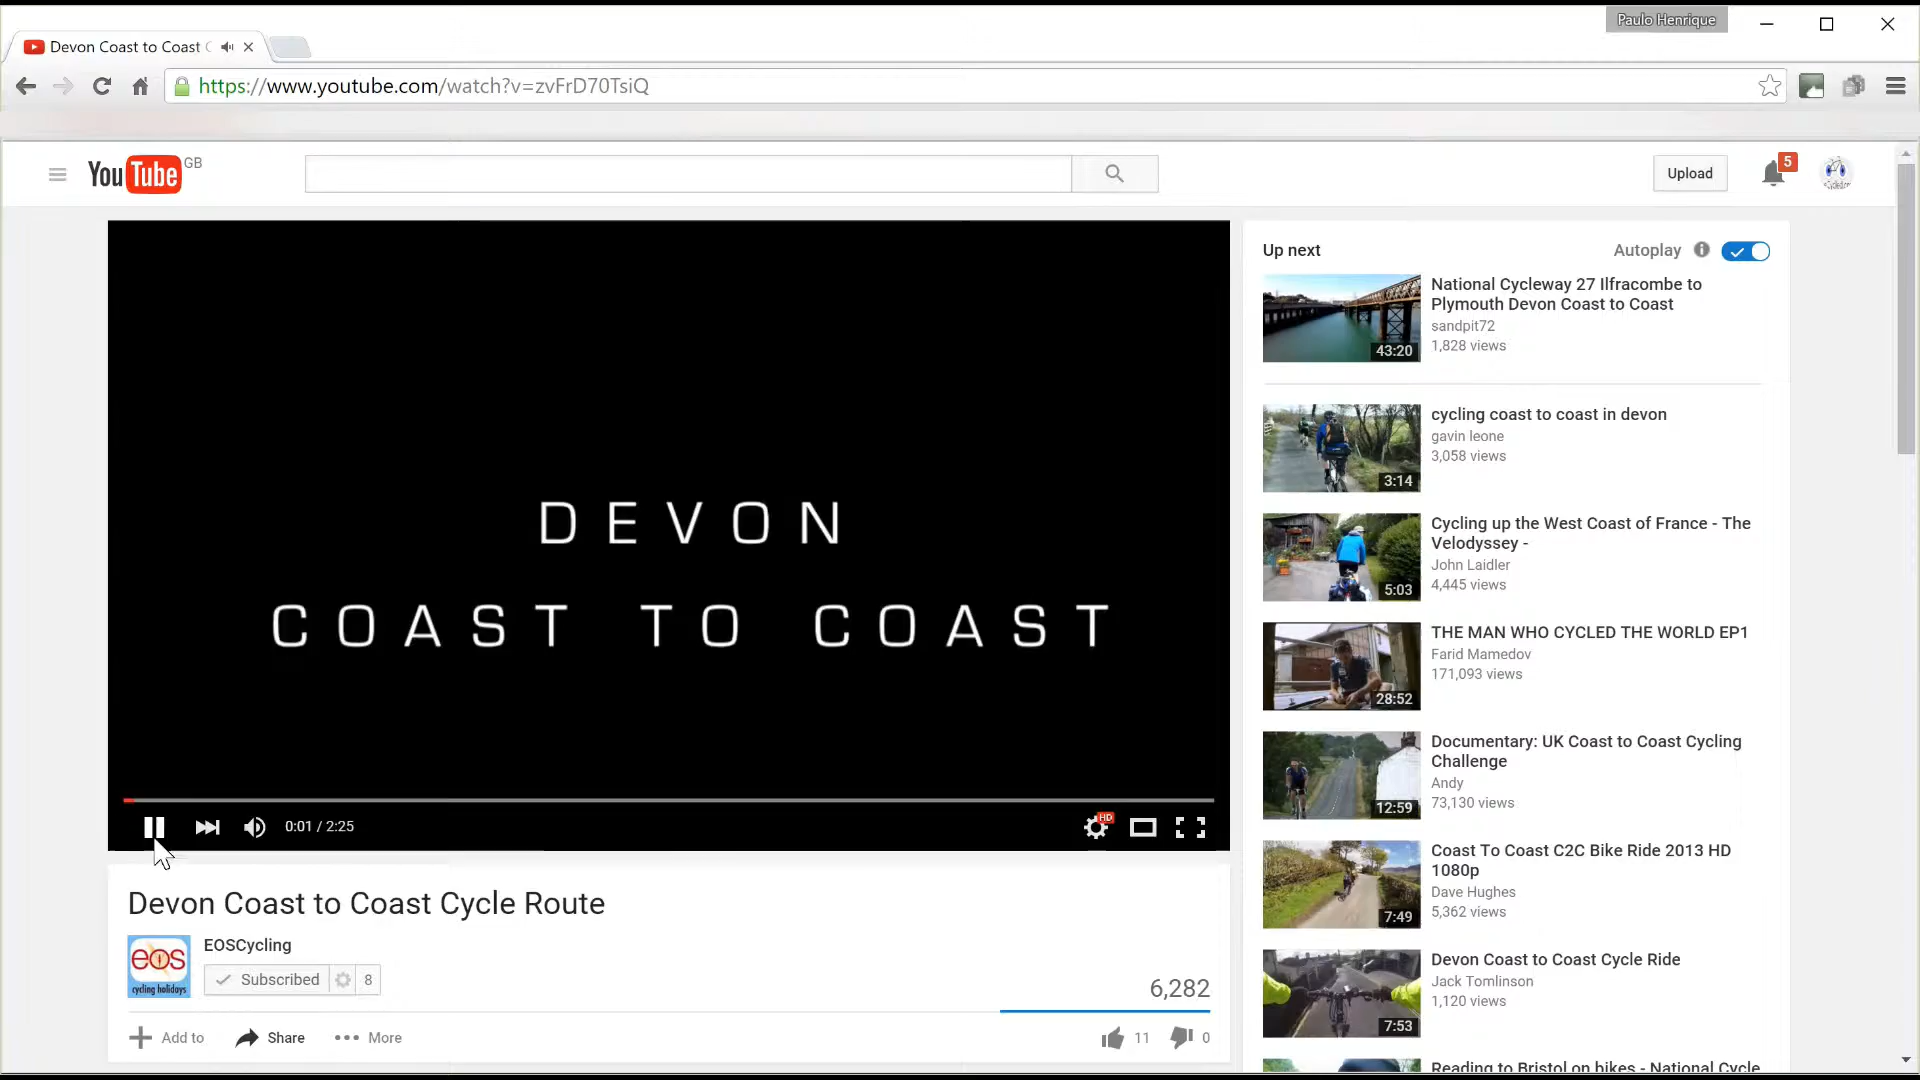 Paulo Henrique
Devon Coast to Coast
https://www.youtube.com/watch?v=zvFrD70TsiQ
YouTube GB
Upload
5
DEVON
COAST TO COAST
HD
0:01 / 2:25
Devon Coast to Coast Cycle Route
eos
cycling holidays
EOSCycling
Subscribed
8
6,282
Add to
Share
More
11
0
Up next
Autoplay
National Cycleway 27 Ilfracombe to
Plymouth Devon Coast to Coast
sandpit72
1,828 views
43:20
cycling coast to coast in devon
gavin leone
3,058 views
3:14
Cycling up the West Coast of France - The
Velodyssey -
John Laidler
4,445 views
5:03
THE MAN WHO CYCLED THE WORLD EP1
Farid Mamedov
171,093 views
28:52
Documentary: UK Coast to Coast Cycling
Challenge
Andy
73,130 views
12:59
Coast To Coast C2C Bike Ride 2013 HD
1080p
Dave Hughes
5,362 views
7:49
Devon Coast to Coast Cycle Ride
Jack Tomlinson
1,120 views
7:53
Reading to Bristol on bikes - National Cycle